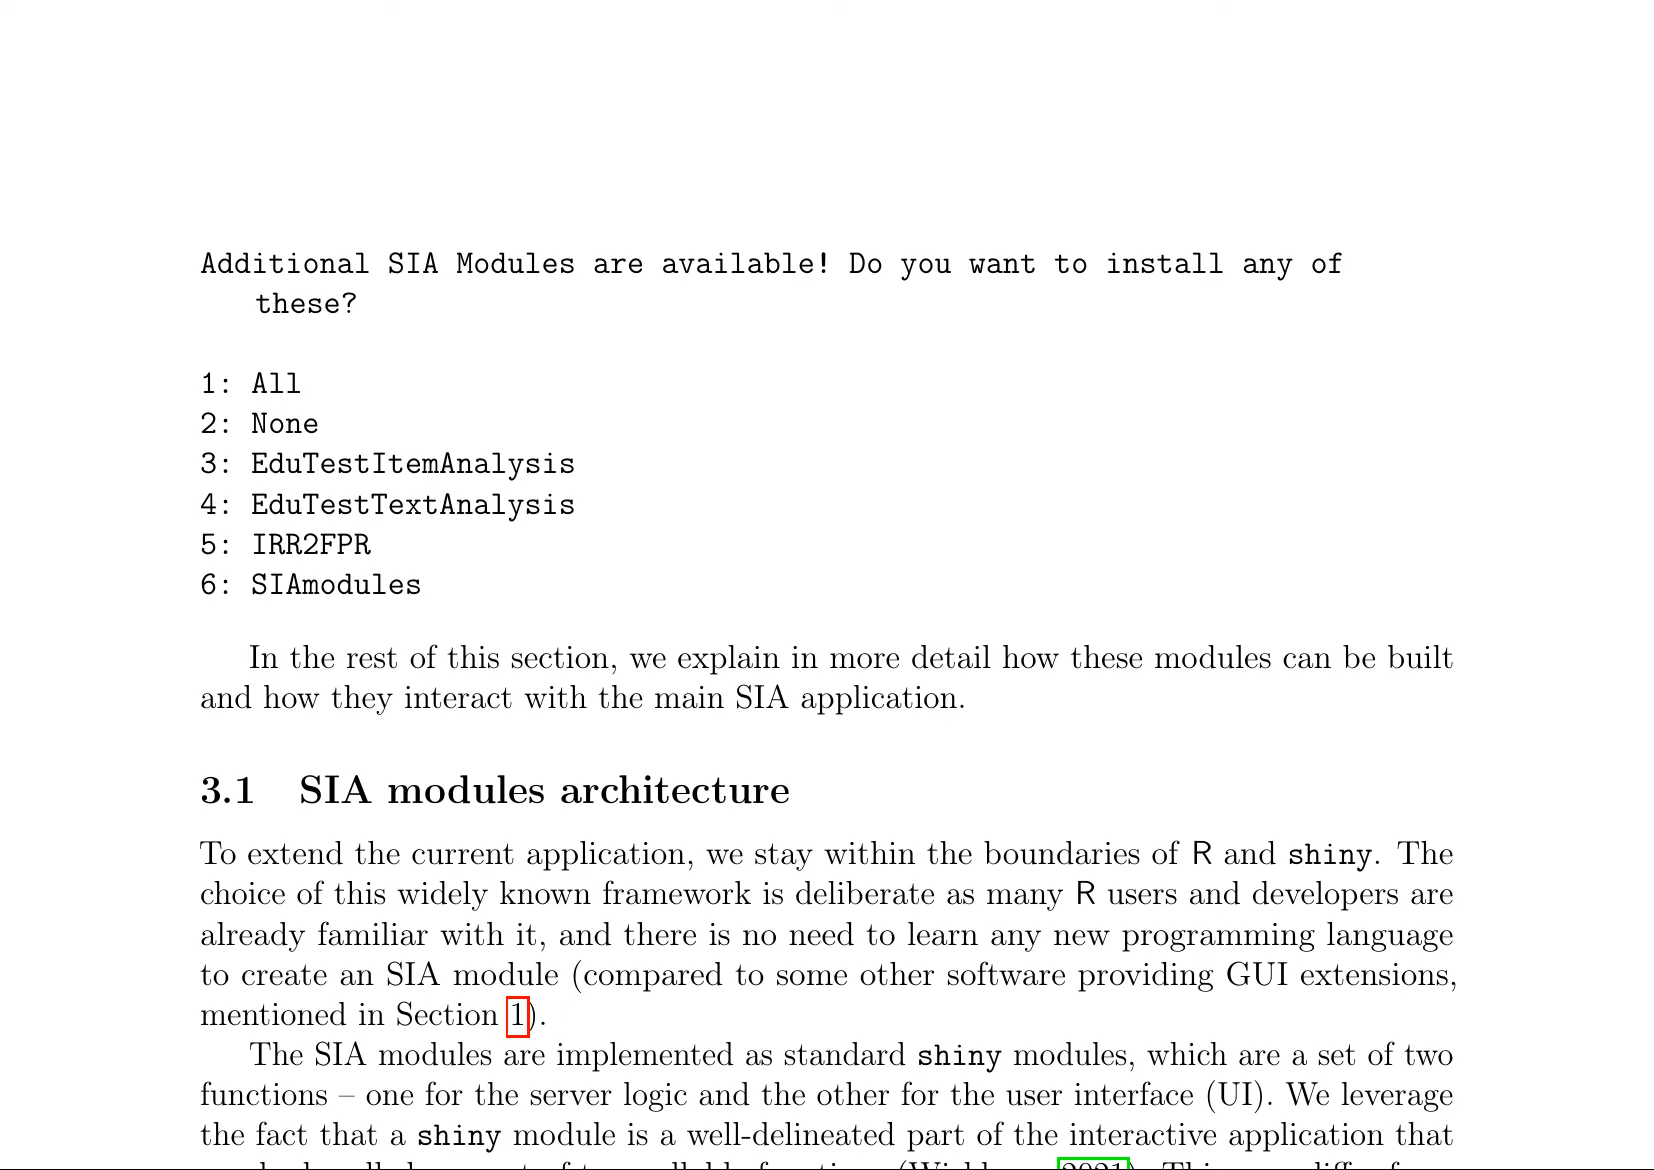 Additional SIA Modules are available! Do you want to install any of
these?
1: All
2: None
3: EduTestItemAnalysis
4: EduTestTextAnalysis
5: IRR2FPR
6: SIAmodules
In the rest of this section, we explain in more detail how these modules can be built
and how they interact with the main SIA application.
3.1 SIA modules architecture
To extend the current application, we stay within the boundaries of R and shiny. The
choice of this widely known framework is deliberate as many R users and developers are
already familiar with it, and there is no need to learn any new programming language
to create an SIA module (compared to some other software providing GUI extensions,
mentioned in Section 1).
The SIA modules are implemented as standard shiny modules, which are a set of two
functions – one for the server logic and the other for the user interface (UI). We leverage
the fact that a shiny module is a well-delineated part of the interactive application that